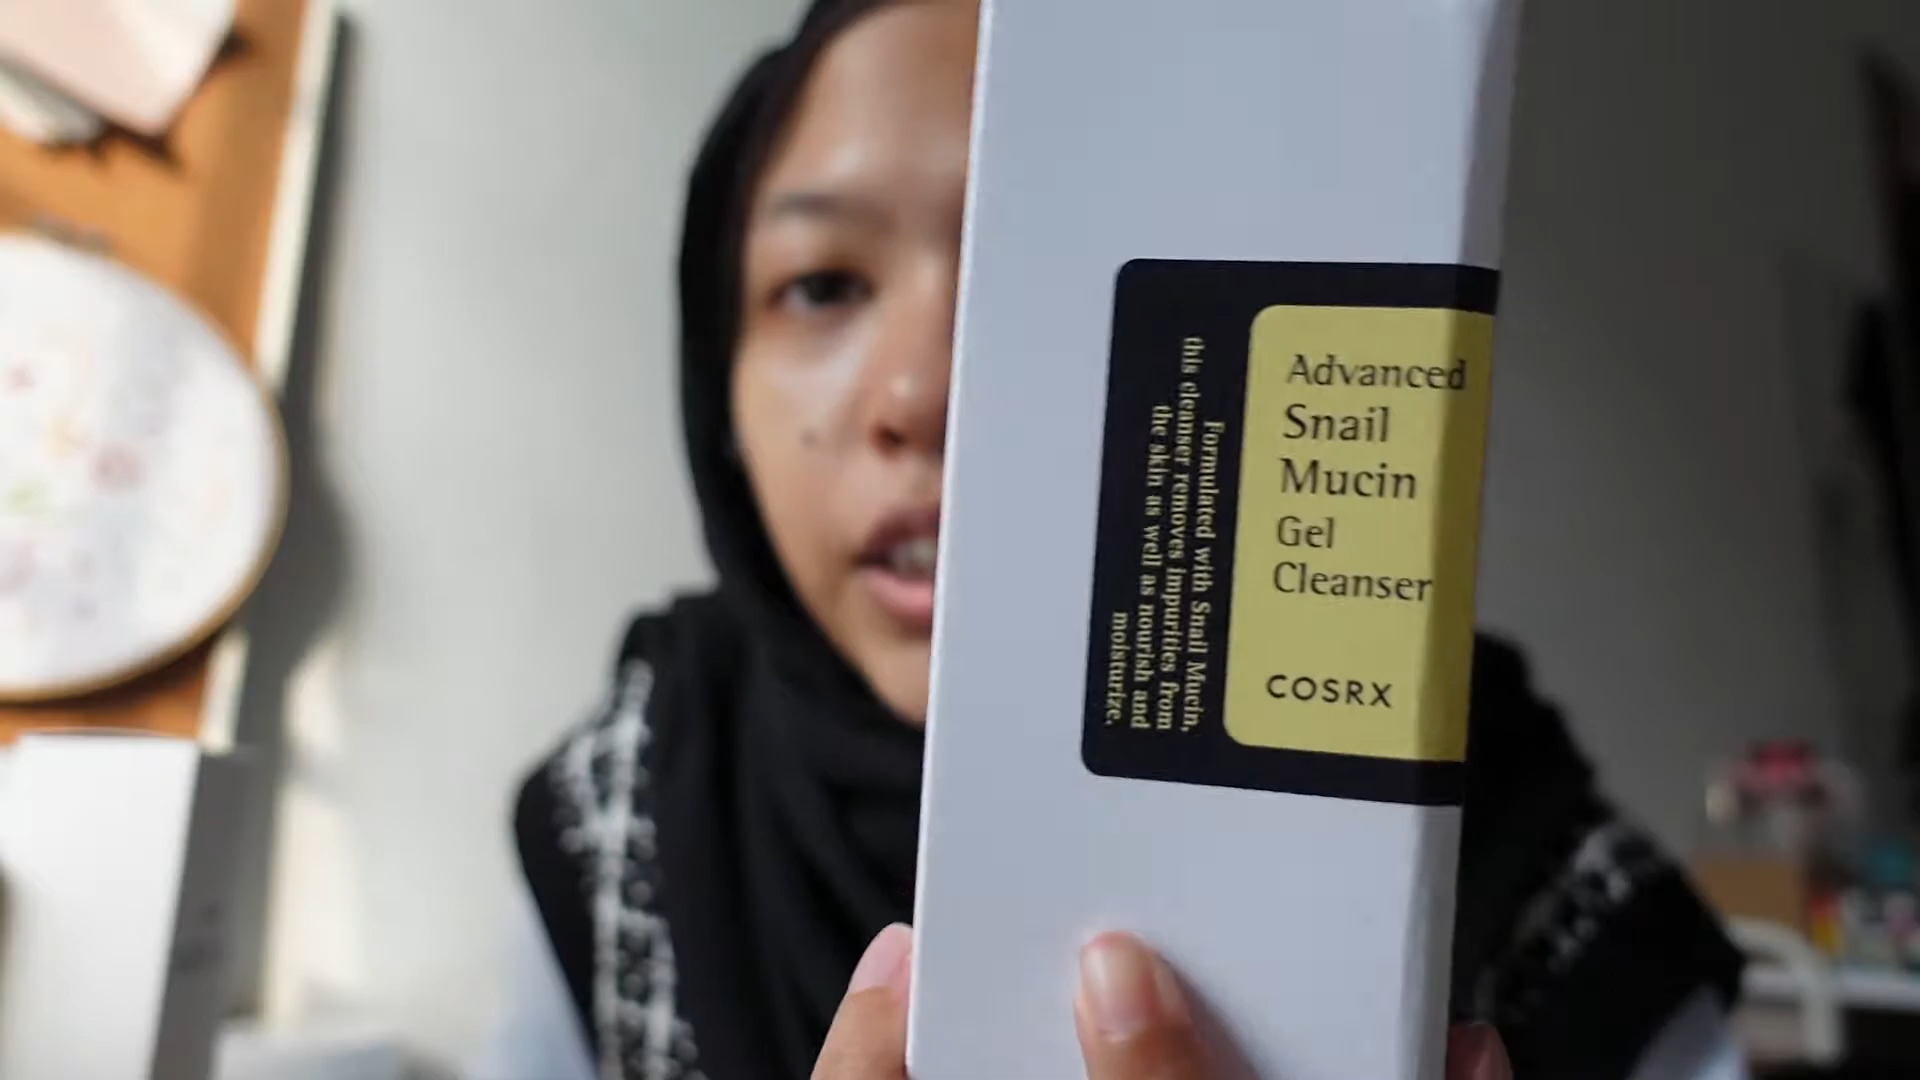 Advanced
Snail
Mucin
Gel
Cleanser
COSRX
Formulated with Snail Mucin,
this cleanser removes impurities from
the skin as well as nourish and
moisturize.